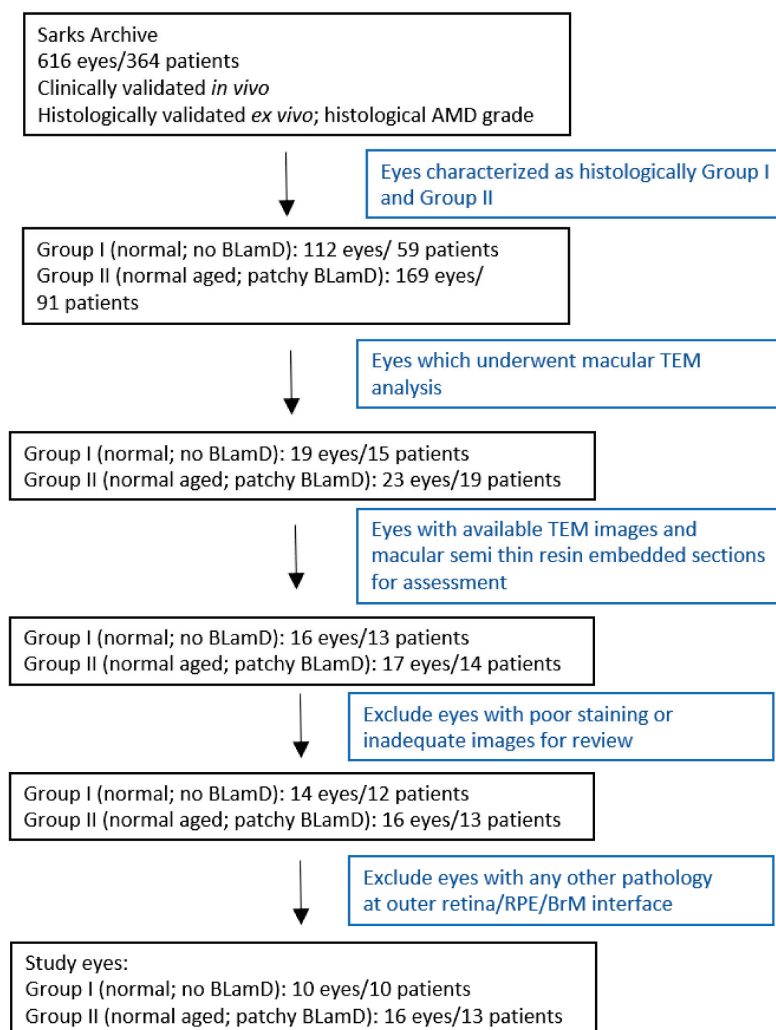 Sarks Archive
616 eyes/364 patients
Clinically validated in vivo
Histologically validated ex vivo; histological AMD grade
Eyes characterized as histologically Group I
and Group II
Group I (normal; no BLamD): 112 eyes/ 59 patients
Group II (normal aged; patchy BLamD): 169 eyes/
91 patients
Eyes which underwent macular TEM
analysis
Group I (normal; no BLamD): 19 eyes/15 patients
Group II (normal aged; patchy BLamD): 23 eyes/19 patients
Eyes with available TEM images and
macular semi thin resin embedded sections
for assessment
Group I (normal; no BLamD): 16 eyes/13 patients
Group II (normal aged; patchy BLamD): 17 eyes/14 patients
Exclude eyes with poor staining or
inadequate images for review
Group I (normal; no BLamD): 14 eyes/12 patients
Group II (normal aged; patchy BLamD): 16 eyes/13 patients
Exclude eyes with any other pathology
at outer retina/RPE/BrM interface
Study eyes:
Group I (normal; no BLamD): 10 eyes/10 patients
Group II (normal aged; patchy BLamD): 16 eyes/13 patients